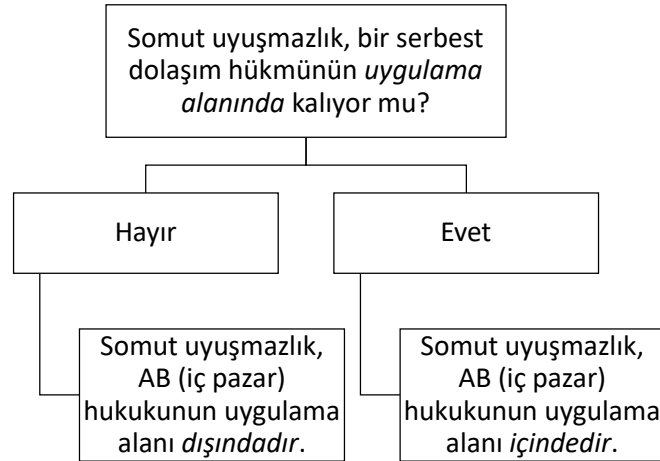 Somut uyuşmazlık, bir serbest
dolaşım hükmünün uygulama
alanında kalıyor mu?
Hayır
Evet
Somut uyuşmazlık,
AB (iç pazar)
hukukunun uygulama
alanı dışındadır.
Somut uyuşmazlık,
AB (iç pazar)
hukukunun uygulama
alanı içindedir.